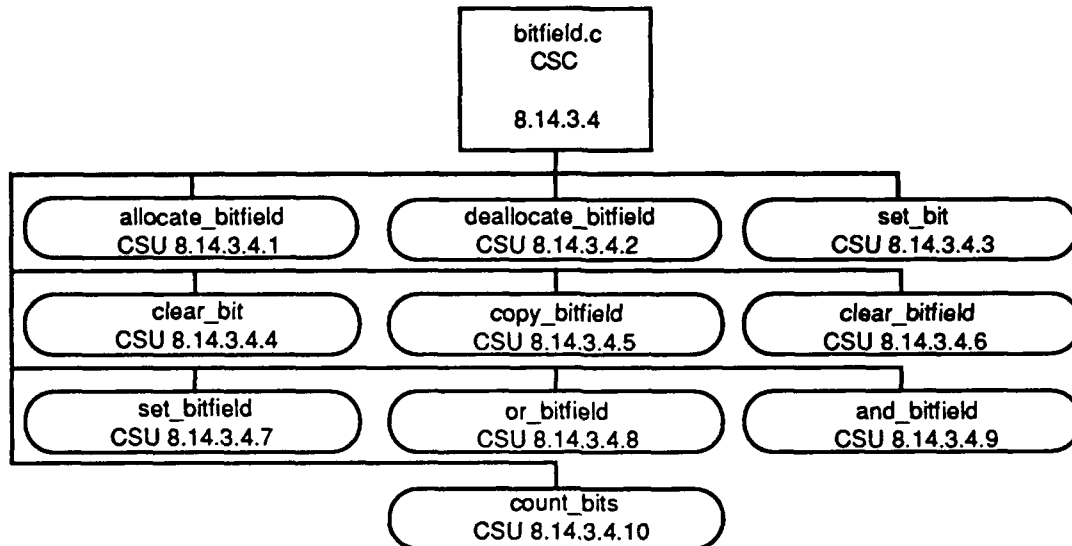 bitfield.c
CSC
8.14.3.4
allocate_bitfield
CSU 8.14.3.4.1
deallocate_bitfield
CSU 8.14.3.4.2
set_bit
CSU 8.14.3.4.3
clear_bit
CSU 8.14.3.4.4
copy_bitfield
CSU 8.14.3.4.5
clear_bitfield
CSU 8.14.3.4.6
set_bitfield
CSU 8.14.3.4.7
or_bitfield
CSU 8.14.3.4.8
and_bitfield
CSU 8.14.3.4.9
count_bits
CSU 8.14.3.4.10